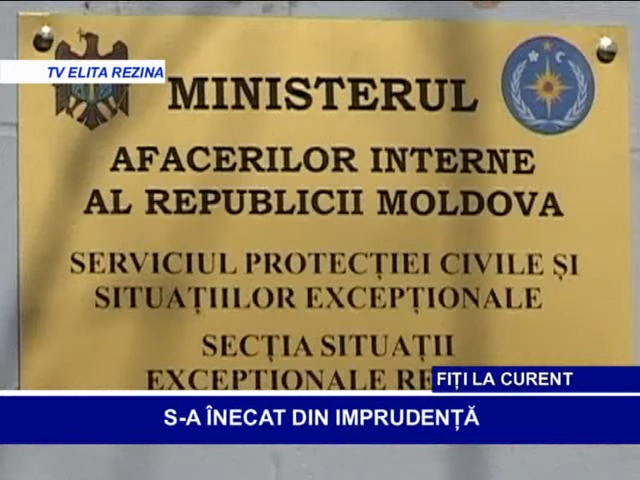 TV ELITA REZINA
MINISTERUL
AFACERILOR INTERNE
AL REPUBLICII MOLDOVA
SERVICIUL PROTECȚIEI CIVILE ȘI
SITUAȚIILOR EXCEPȚIONALE
SECȚIA SITUAȚII
EXCEPȚIONALE
FIȚI LA CURENT
S-A ÎNECAT DIN IMPRUDENȚĂ